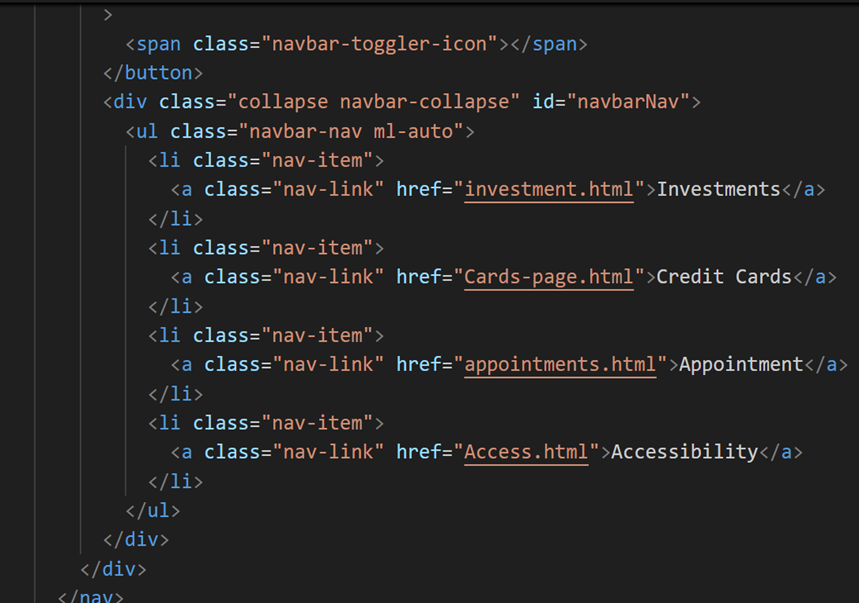 >
<span class="navbar-toggler-icon"></span>
</button>
<div class="collapse navbar-collapse" id="navbarNav">
<ul class="navbar-nav ml-auto">
<li class="nav-item">
<a class="nav-link" href="investment.html">Investments</a>
</li>
<li class="nav-item">
<a class="nav-link" href="Cards-page.html">Credit Cards</a>
</li>
<li class="nav-item">
<a class="nav-link" href="appointments.html">Appointment</a>
</li>
<li class="nav-item">
<a class="nav-link" href="Access.html">Accessibility</a>
</li>
</ul>
</div>
</div>
</nav>